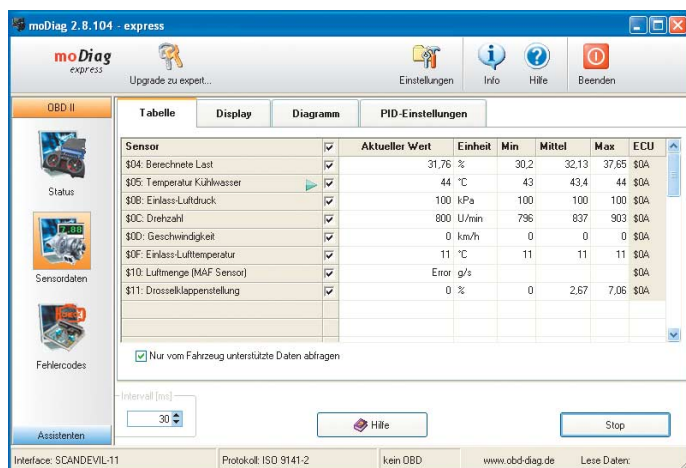 moDiag 2.8.104 - express
moDiag
express
Upgrade zu expert...
Einstellungen
Info
Hilfe
Beenden
OBD II
Status
Sensordaten
Fehlercodes
Assistenten
Tabelle Display Diagramm PID-Einstellungen
Sensor Aktueller Wert Einheit Min Mittel Max ECU
$04: Berechnete Last 31,76 % 30,2 32,13 37,65 $0A
$05: Temperatur Kühlwasser 44 °C 43 43,4 44 $0A
$0B: Einlass-Luftdruck 100 kPa 100 100 100 $0A
$0C: Drehzahl 800 U/min 796 837 903 $0A
$0D: Geschwindigkeit 0 km/h 0 0 0 $0A
$0F: Einlass-Lufttemperatur 11 °C 11 11 11 $0A
$10: Luftmenge (MAF Sensor) Error g/s $0A
$11: Drosselklappenstellung 0 % 0 2,67 7,06 $0A
Nur vom Fahrzeug unterstützte Daten abfragen
Intervall [ms]
30
Hilfe
Stop
Interface: SCANDEVIL-11 Protokoll: ISO 9141-2 kein OBD www.obd-diag.de Lese Daten: